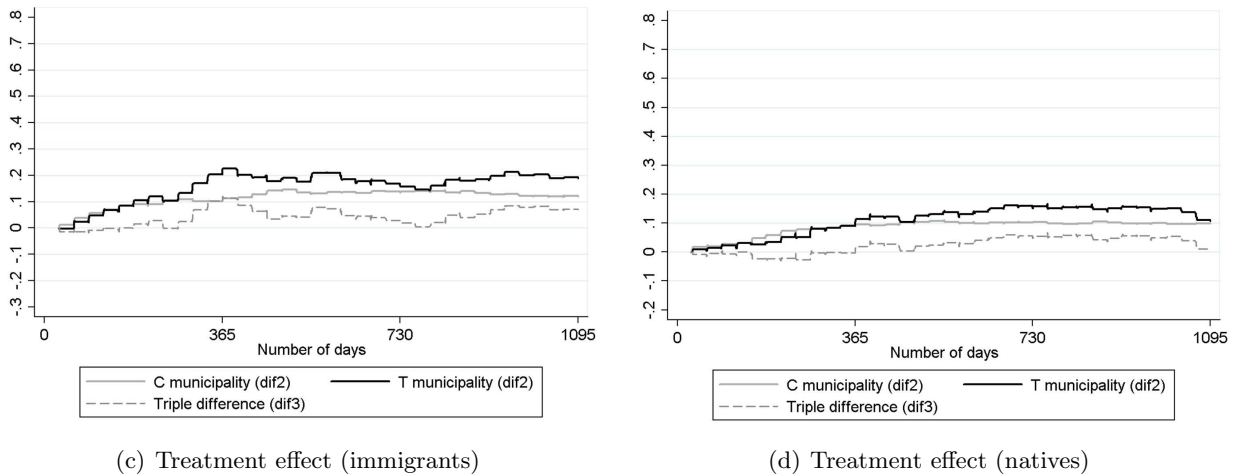 .8
.7
.6
.5
.4
.3
.2
.1
0
-.1
-.2
-.3
0 365 730 1095
Number of days
C municipality (dif2) T municipality (dif2)
Triple difference (dif3)
(c) Treatment effect (immigrants)
.8
.7
.6
.5
.4
.3
.2
.1
0
-.1
-.2
0 365 730 1095
Number of days
C municipality (dif2) T municipality (dif2)
Triple difference (dif3)
(d) Treatment effect (natives)